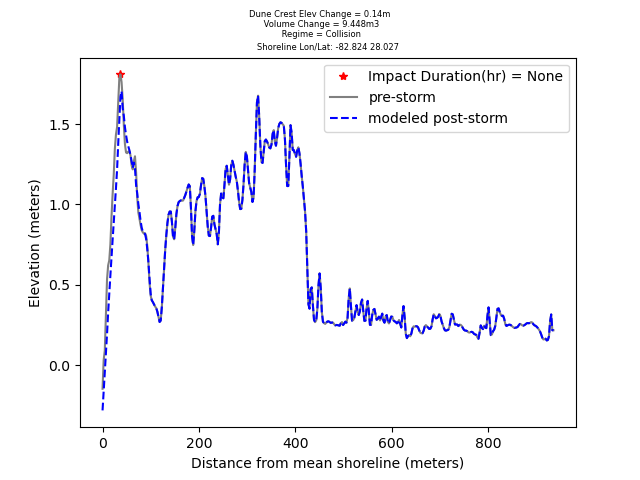 Dune Crest Elev Change = 0.14m
Volume Change = 9.448m3
Regime = Collision
Shoreline Lon/Lat: -82.824 28.027
Impact Duration(hr) = None
pre-storm
modeled post-storm
Elevation (meters)
1.5
1.0
0.5
0.0
0 200 400 600 800
Distance from mean shoreline (meters)